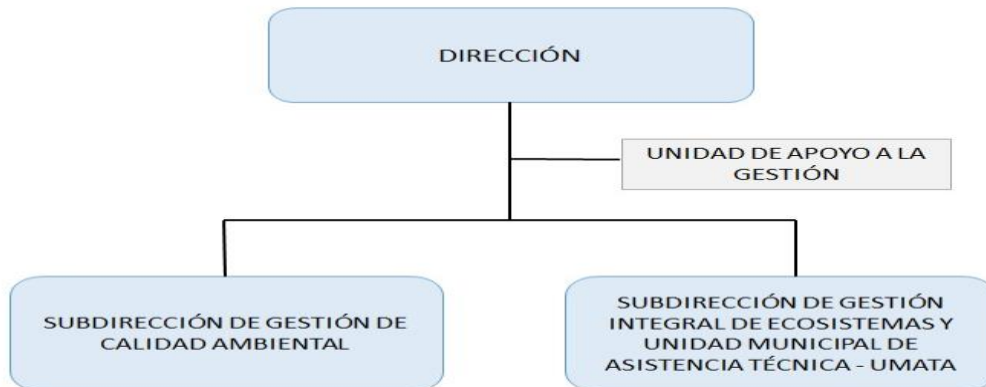 DIRECCIÓN
UNIDAD DE APOYO A LA
GESTIÓN
SUBDIRECCIÓN DE GESTIÓN DE
CALIDAD AMBIENTAL
SUBDIRECCIÓN DE GESTIÓN
INTEGRAL DE ECOSISTEMAS Y
UNIDAD MUNICIPAL DE
ASISTENCIA TÉCNICA - UMATA